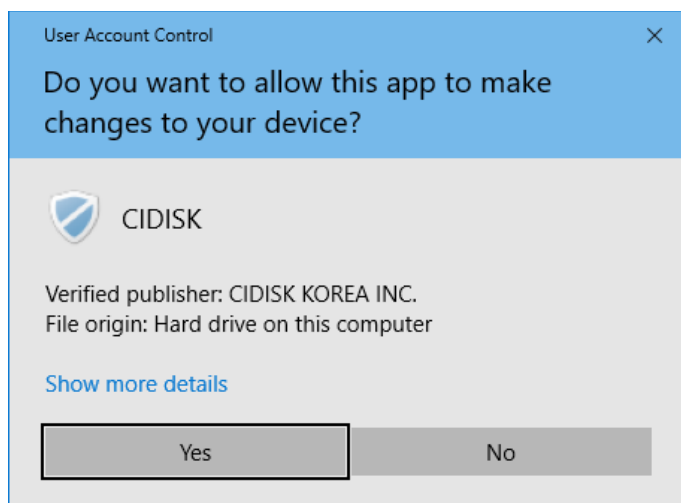 User Account Control
Do you want to allow this app to make
changes to your device?
CIDISK
Verified publisher: CIDISK KOREA INC.
File origin: Hard drive on this computer
Show more details
Yes
No